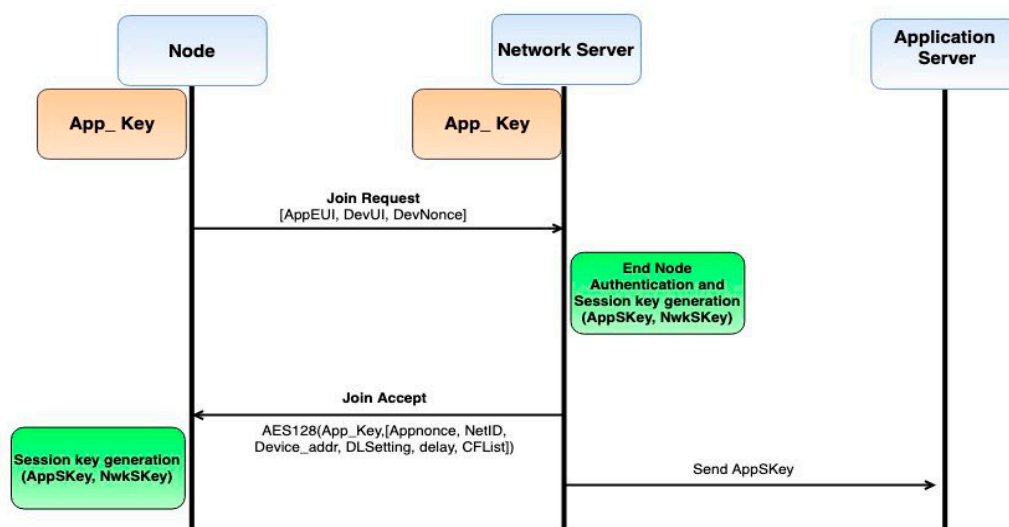 Node
Network Server
Application
Server
App_ Key
App_ Key
Join Request
[AppEUI, DevUI, DevNonce]
End Node
Authentication and
Session key generation
(AppSKey, NwkSKey)
Join Accept
AES128(App_Key,[Appnonce, NetID,
Device_addr, DLSetting, delay, CFList])
Session key generation
(AppSKey, NwkSKey)
Send AppSKey